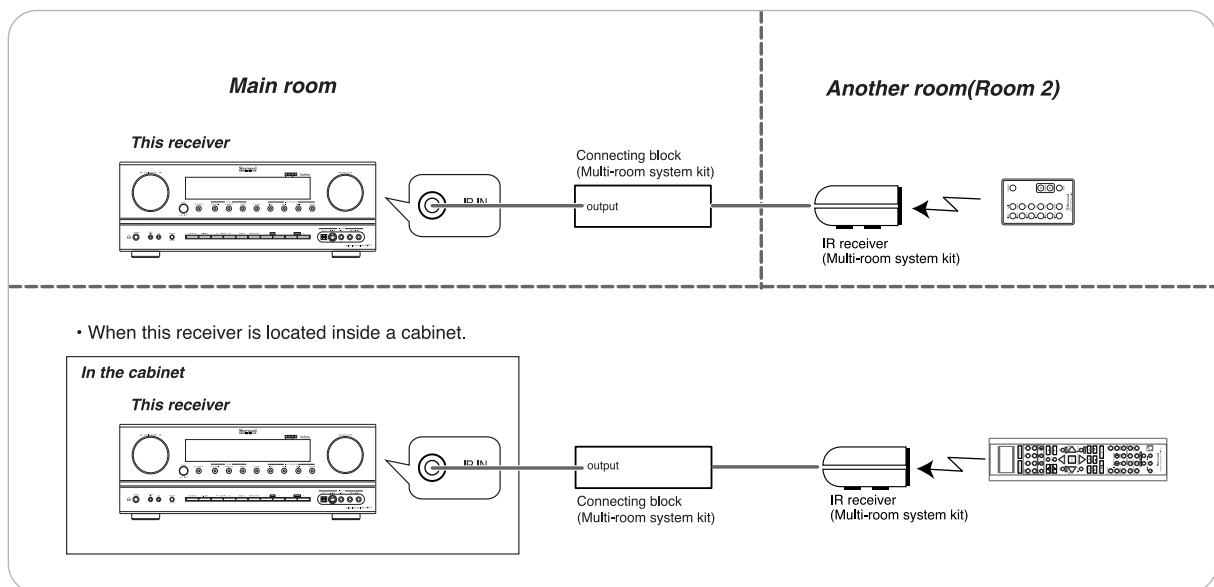 Main room
Another room(Room 2)
This receiver
Connecting block
(Multi-room system kit)
IR IN
output
IR receiver
(Multi-room system kit)
• When this receiver is located inside a cabinet.
In the cabinet
This receiver
IR IN
output
Connecting block
(Multi-room system kit)
IR receiver
(Multi-room system kit)